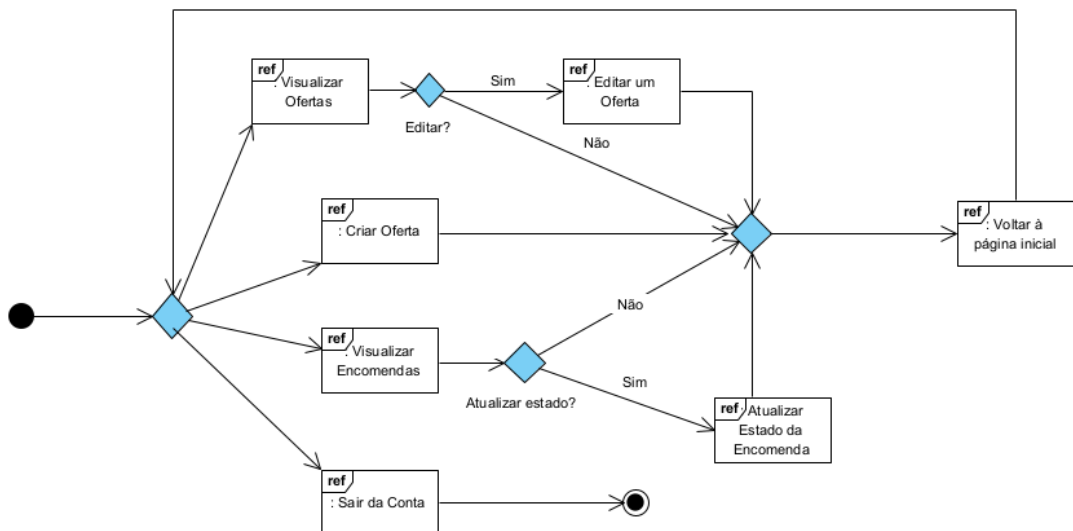 ref
: Visualizar
Ofertas
Editar?
Sim
Não
ref
: Editar um
Oferta
ref
: Criar Oferta
ref
: Voltar à
página inicial
ref
: Visualizar
Encomendas
Atualizar estado?
Não
Sim
ref
: Atualizar
Estado da
Encomenda
ref
: Sair da Conta